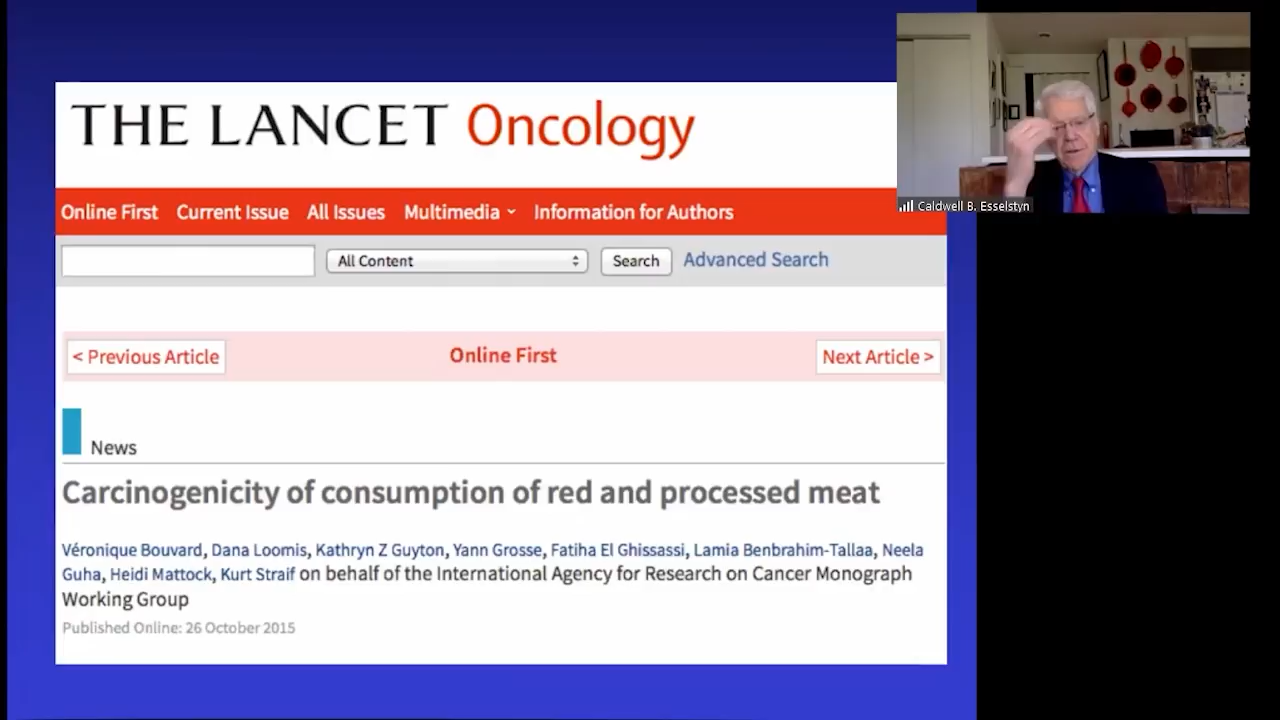 THE LANCET Oncology
Online First Current Issue All Issues Multimedia Information for Authors
All Content Search Advanced Search
< Previous Article Online First Next Article >
News
Carcinogenicity of consumption of red and processed meat
Véronique Bouvard, Dana Loomis, Kathryn Z Guyton, Yann Grosse, Fatiha El Ghissassi, Lamia Benbrahim-Tallaa, Neela
Guha, Heidi Mattock, Kurt Straif on behalf of the International Agency for Research on Cancer Monograph
Working Group
Published Online: 26 October 2015
Caldwell B. Esselstyn